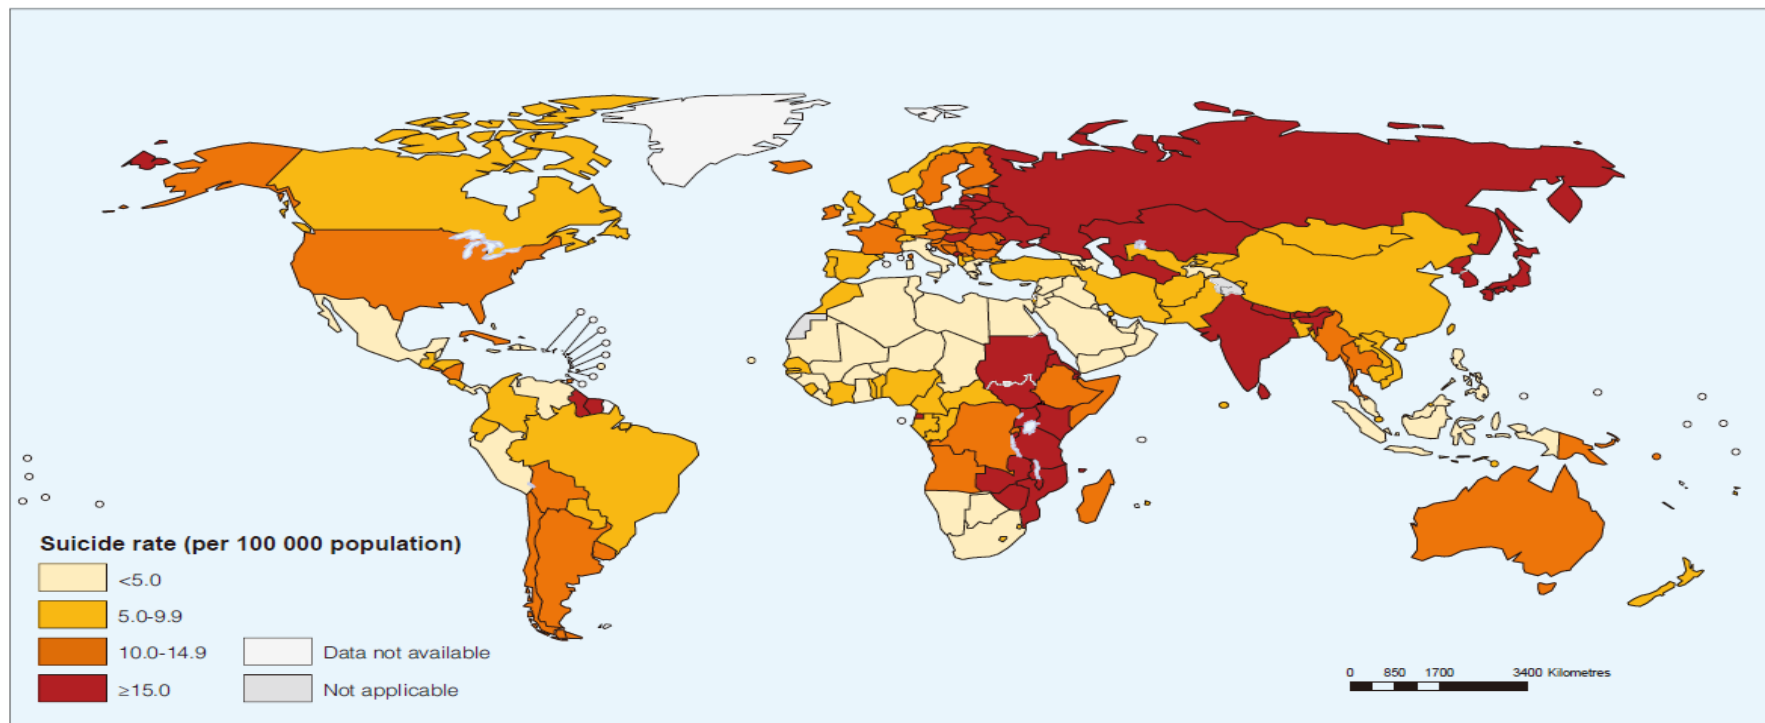 Suicide rate (per 100 000 population)
<5.0
5.0-9.9
10.0-14.9
≥15.0
Data not available
Not applicable
0 850 1700 3400 Kilometres